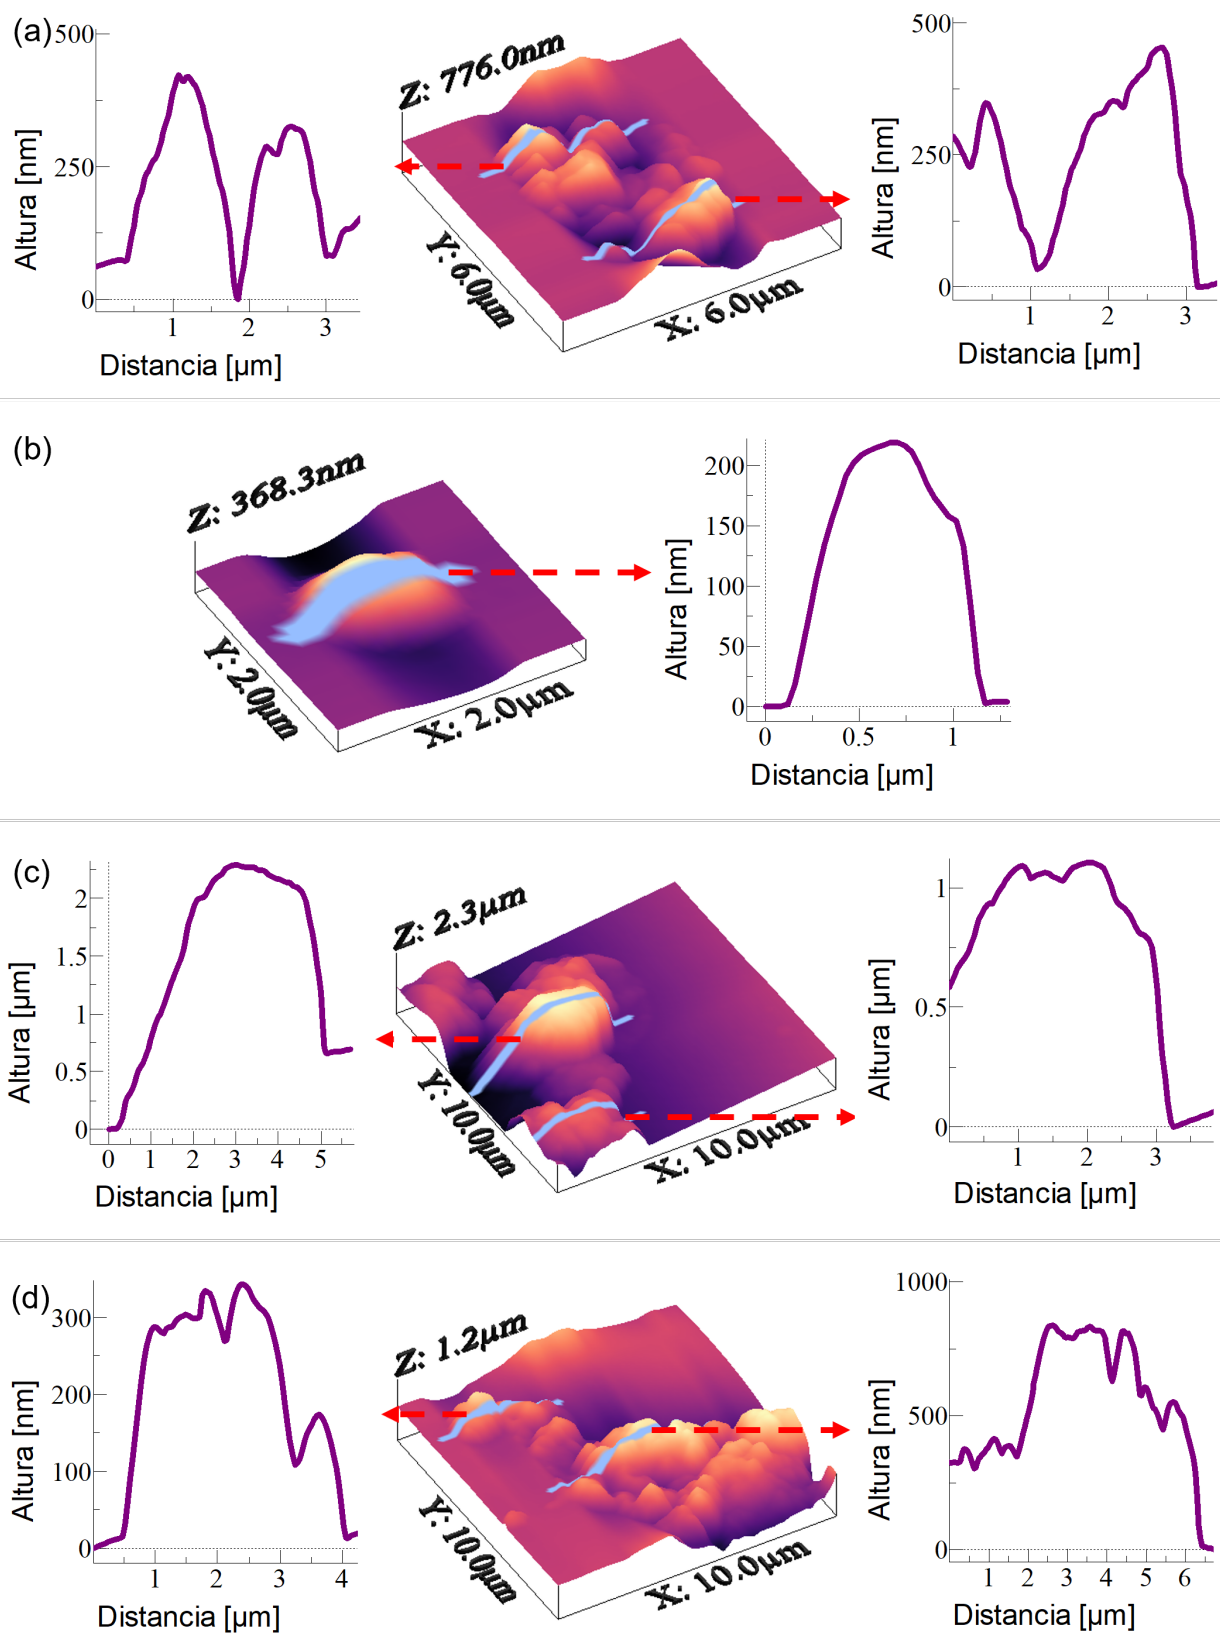 (a)
500
250
0
Altura [nm]
1 2 3
Distancia [µm]
Z: 776.0nm
Y: 6.0µm
X: 6.0µm
500
250
0
Altura [nm]
1 2 3
Distancia [µm]
(b)
Z: 368.3nm
Y: 2.0µm
X: 2.0µm
200
150
100
50
0
Altura [nm]
0 0.5 1
Distancia [µm]
(c)
2
1.5
1
0.5
0
Altura [µm]
0 1 2 3 4 5
Distancia [µm]
Z: 2.3µm
Y: 10.0µm
X: 10.0µm
1
0.5
0
Altura [µm]
1 2 3
Distancia [µm]
(d)
300
200
100
0
Altura [nm]
1 2 3 4
Distancia [µm]
Z: 1.2µm
Y: 10.0µm
X: 10.0µm
1000
500
0
Altura [nm]
1 2 3 4 5 6
Distancia [µm]